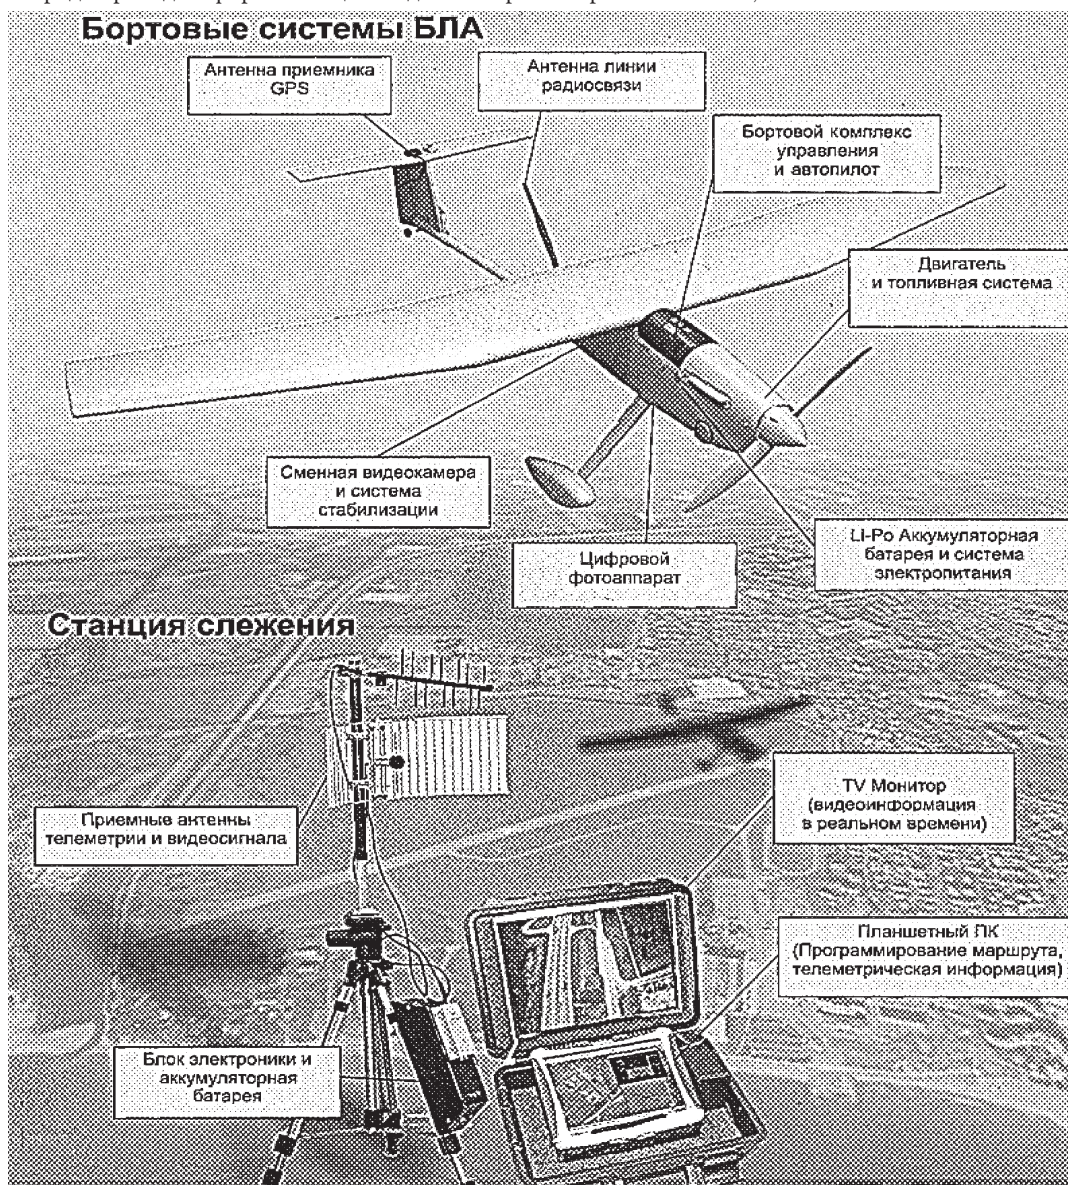 Бортовые системы БЛА
Антенна приемника
GPS
Антенна линии
радиосвязи
Бортовой комплекс
управления
и автопилот
Двигатель
и топливная система
Сменная видеокамера
и система
стабилизации
Цифровой
фотоаппарат
LI-Po Аккумуляторная
батарея и система
электропитания
Станция слежения
Приемные антенны
телеметрии и видеосигнала
TV Монитор
(видеоинформация
в реальном времени)
Планшетный ПК
(Программирование маршрута,
телеметрическая информация)
Блок электроники и
аккумуляторная
батарея